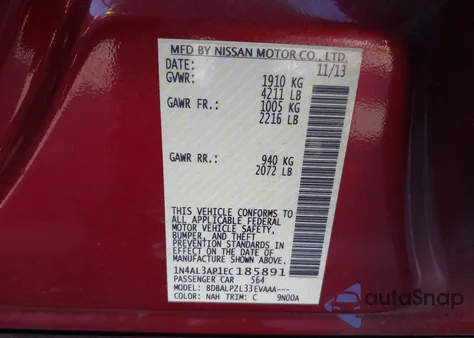 MFD BY NISSAN MOTOR CO., LTD.
DATE: 11/13
GVWR: 1910 KG
4211 LB
GAWR FR.: 1005 KG
2216 LB
GAWR RR.: 940 KG
2072 LB
THIS VEHICLE CONFORMS TO
ALL APPLICABLE FEDERAL
MOTOR VEHICLE SAFETY,
BUMPER, AND THEFT
PREVENTION STANDARDS IN
EFFECT ON THE DATE OF
MANUFACTURE SHOWN ABOVE.
1N4AL3AP1EC185891
PASSENGER CAR 564
MODEL: BDBALPZL33EVAAA---
COLOR: NAH TRIM: C 9N00A
autoSnap